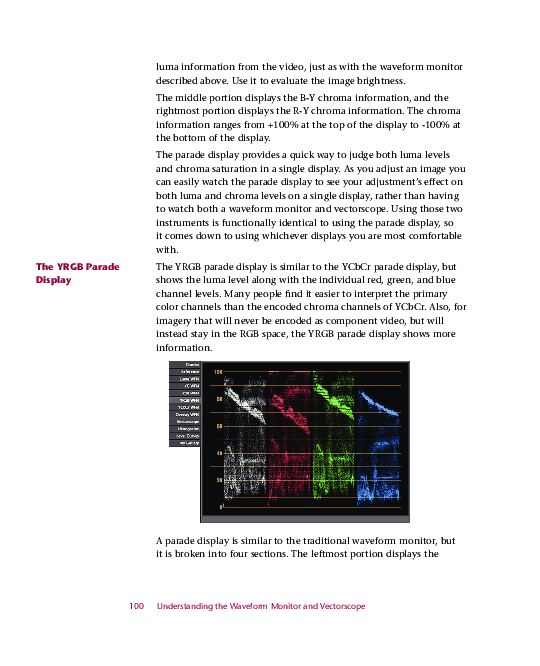 luma information from the video, just as with the waveform monitor
described above. Use it to evaluate the image brightness.
The middle portion displays the B-Y chroma information, and the
rightmost portion displays the R-Y chroma information. The chroma
information ranges from +100% at the top of the display to -100% at
the bottom of the display.
The parade display provides a quick way to judge both luma levels
and chroma saturation in a single display. As you adjust an image you
can easily watch the parade display to see your adjustment's effect on
both luma and chroma levels on a single display, rather than having
to watch both a waveform monitor and vectorscope. Using those two
instruments is functionally identical to using the parade display, so
it comes down to using whichever displays you are most comfortable
with.
The YRGB Parade
Display
The YRGB parade display is similar to the YCbCr parade display, but
shows the luma level along with the individual red, green, and blue
channel levels. Many people find it easier to interpret the primary
color channels than the encoded chroma channels of YCbCr. Also, for
imagery that will never be encoded as component video, but will
instead stay in the RGB space, the YRGB parade display shows more
information.
Combo
Reference
Luma WFM
YC WFM
YRGB WFM
YCbCr WFM
Overlay WFM
Vectorscope
Histograms
Level Curves
100
80
60
40
20
0
A parade display is similar to the traditional waveform monitor, but
it is broken into four sections. The leftmost portion displays the
100 Understanding the Waveform Monitor and Vectorscope